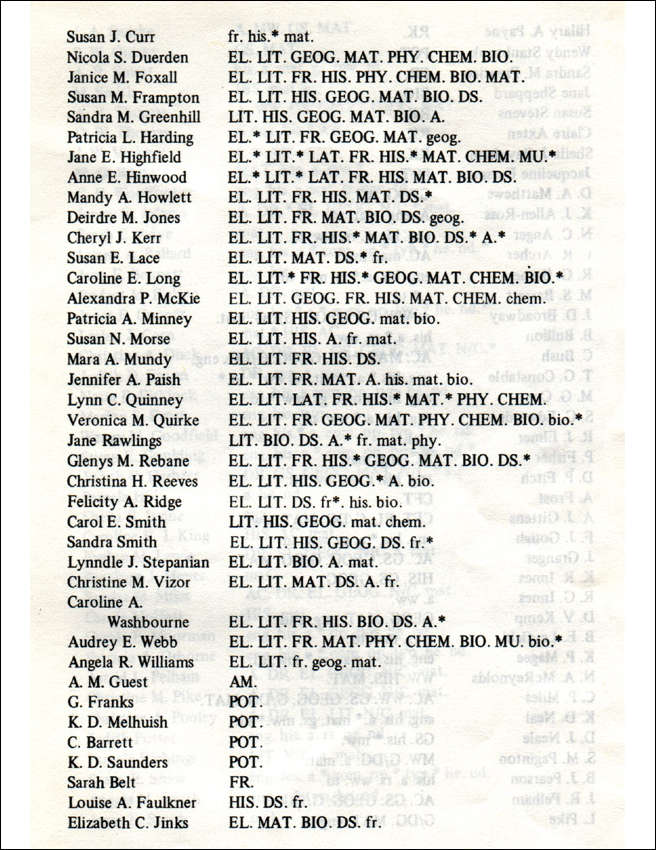 Susan J. Curr fr. his.* mat.
Nicola S. Duerden EL. LIT. GEOG. MAT. PHY. CHEM. BIO.
Janice M. Foxall EL. LIT. FR. HIS. PHY. CHEM. BIO. MAT.
Susan M. Frampton EL. LIT. HIS. GEOG. MAT. BIO. DS.
Sandra M. Greenhill LIT. HIS. GEOG. MAT. BIO. A.
Patricia L. Harding EL.* LIT. FR. GEOG. MAT. geog.
Jane E. Highfield EL.* LIT.* LAT. FR. HIS.* MAT. CHEM. MU.*
Anne E. Hinwood EL.* LIT.* LAT. FR. HIS. MAT. BIO. DS.
Mandy A. Howlett EL. LIT. FR. HIS. MAT. DS.*
Deirdre M. Jones EL. LIT. FR. MAT. BIO. DS. geog.
Cheryl J. Kerr EL. LIT. FR. HIS.* MAT. BIO. DS.* A.*
Susan E. Lace EL. LIT. MAT. DS.* fr.
Caroline E. Long EL. LIT.* FR. HIS.* GEOG. MAT. CHEM. BIO.*
Alexandra P. McKie EL. LIT. GEOG. FR. HIS. MAT. CHEM. chem.
Patricia A. Minney EL. LIT. HIS. GEOG. mat. bio.
Susan N. Morse EL. LIT. HIS. A. fr. mat.
Mara A. Mundy EL. LIT. FR. HIS. DS.
Jennifer A. Paish EL. LIT. FR. MAT. A. his. mat. bio.
Lynn C. Quinney EL. LIT. LAT. FR. HIS.* MAT.* PHY. CHEM.
Veronica M. Quirke EL. LIT. FR. GEOG. MAT. PHY. CHEM. BIO. bio.*
Jane Rawlings LIT. BIO. DS. A.* fr. mat. phy.
Glenys M. Rebane EL. LIT. FR. HIS.* GEOG. MAT. BIO. DS.*
Christina H. Reeves EL. LIT. HIS. GEOG.* A. bio.
Felicity A. Ridge EL. LIT. DS. fr*. his. bio.
Carol E. Smith LIT. HIS. GEOG. mat. chem.
Sandra Smith EL. LIT. HIS. GEOG. DS. fr.*
Lynndle J. Stepanian EL. LIT. BIO. A. mat.
Christine M. Vizor EL. LIT. MAT. DS. A. fr.
Caroline A.
Washbourne EL. LIT. FR. HIS. BIO. DS. A.*
Audrey E. Webb EL. LIT. FR. MAT. PHY. CHEM. BIO. MU. bio.*
Angela R. Williams EL. LIT. fr. geog. mat.
A. M. Guest AM.
G. Franks POT.
K. D. Melhuish POT.
C. Barrett POT.
K. D. Saunders POT.
Sarah Belt FR.
Louise A. Faulkner HIS. DS. fr.
Elizabeth C. Jinks EL. MAT. BIO. DS. fr.